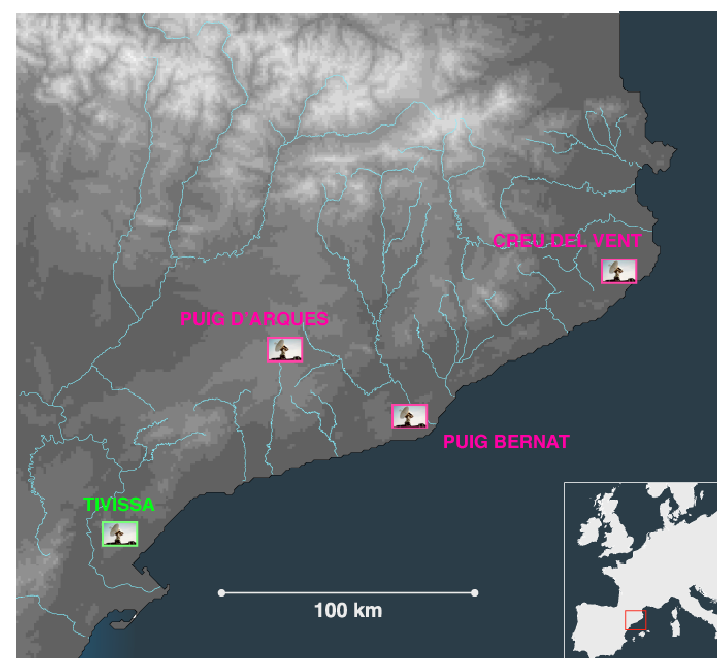 CREU DEL VENT
PUIG D'ARQUES
PUIG BERNAT
TIVISSA
100 km